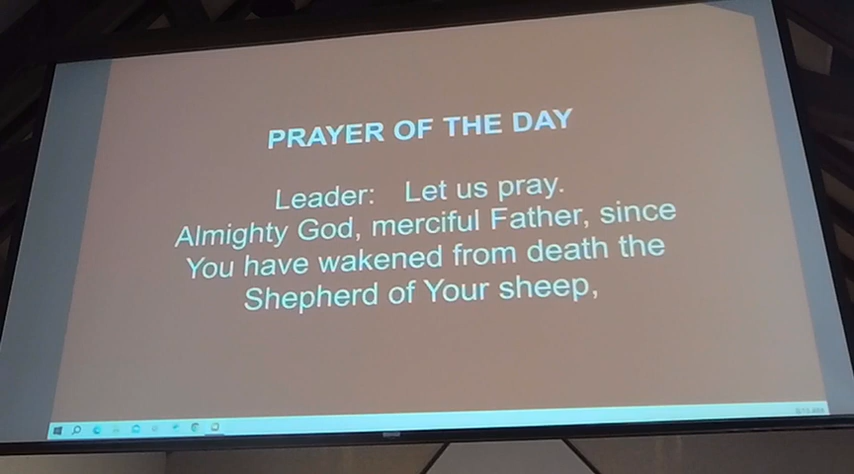 PRAYER OF THE DAY
Leader: Let us pray.
Almighty God, merciful Father, since
You have wakened from death the
Shepherd of Your sheep,